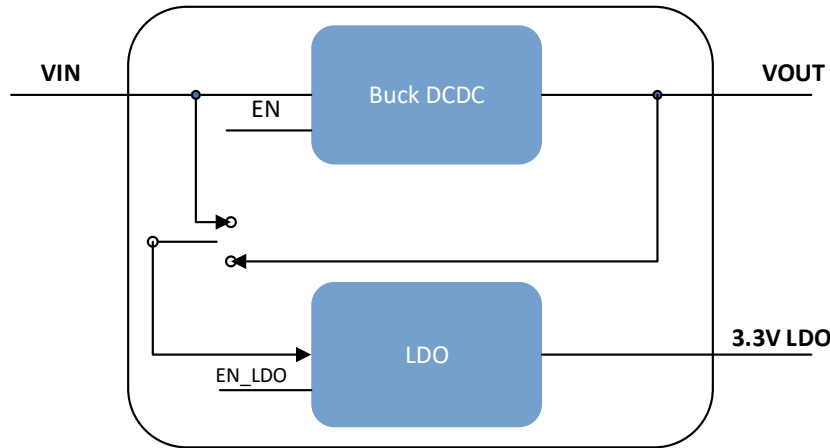 VIN
Buck DCDC
VOUT
EN
LDO
3.3V LDO
EN_LDO